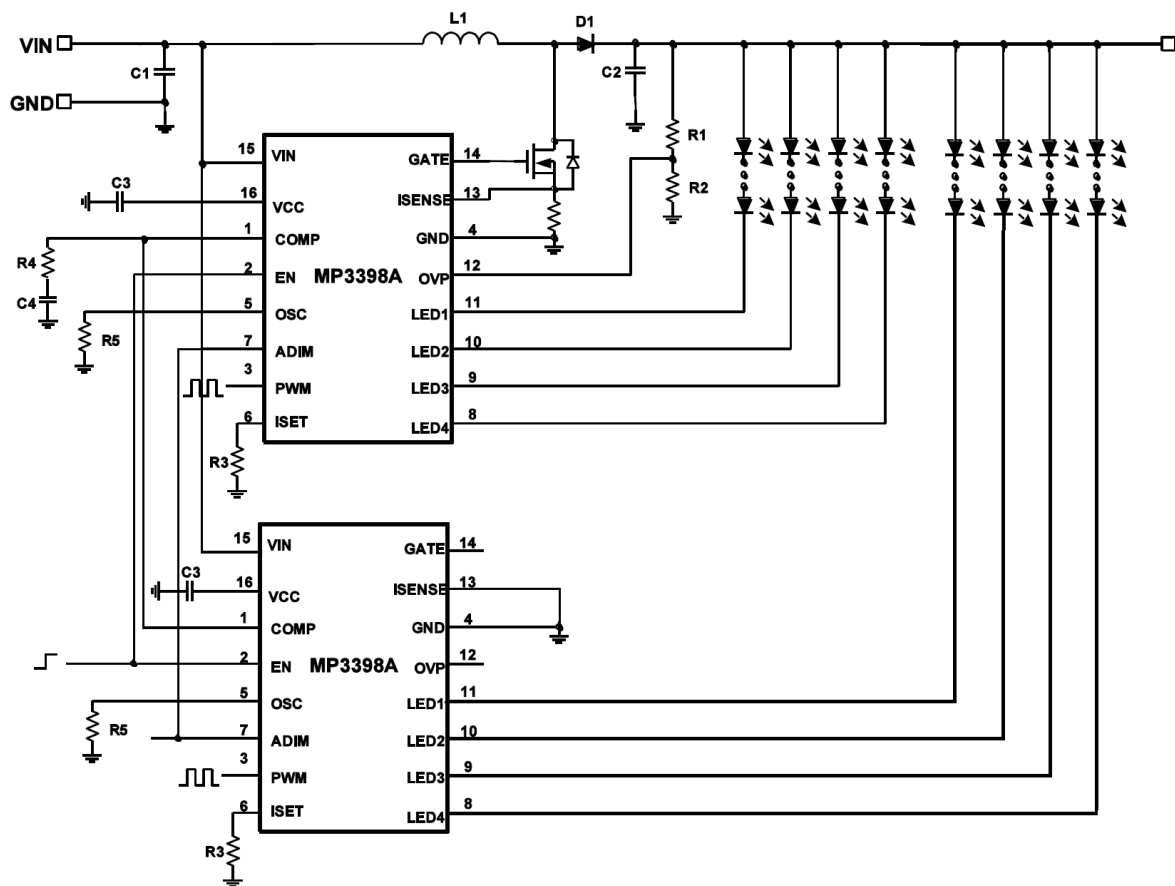 L1
D1
VIN
C1
C2
GND
R1
R2
15
VIN
GATE
14
C3
16
VCC
ISENSE
13
1
COMP
GND
4
R4
2
EN
MP3398A
OVP
12
C4
5
OSC
LED1
11
R5
7
ADIM
LED2
10
3
PWM
LED3
9
6
ISET
LED4
8
R3
15
VIN
GATE
14
C3
16
VCC
ISENSE
13
1
COMP
GND
4
2
EN
MP3398A
OVP
12
5
OSC
LED1
11
R5
7
ADIM
LED2
10
3
PWM
LED3
9
6
ISET
LED4
8
R3